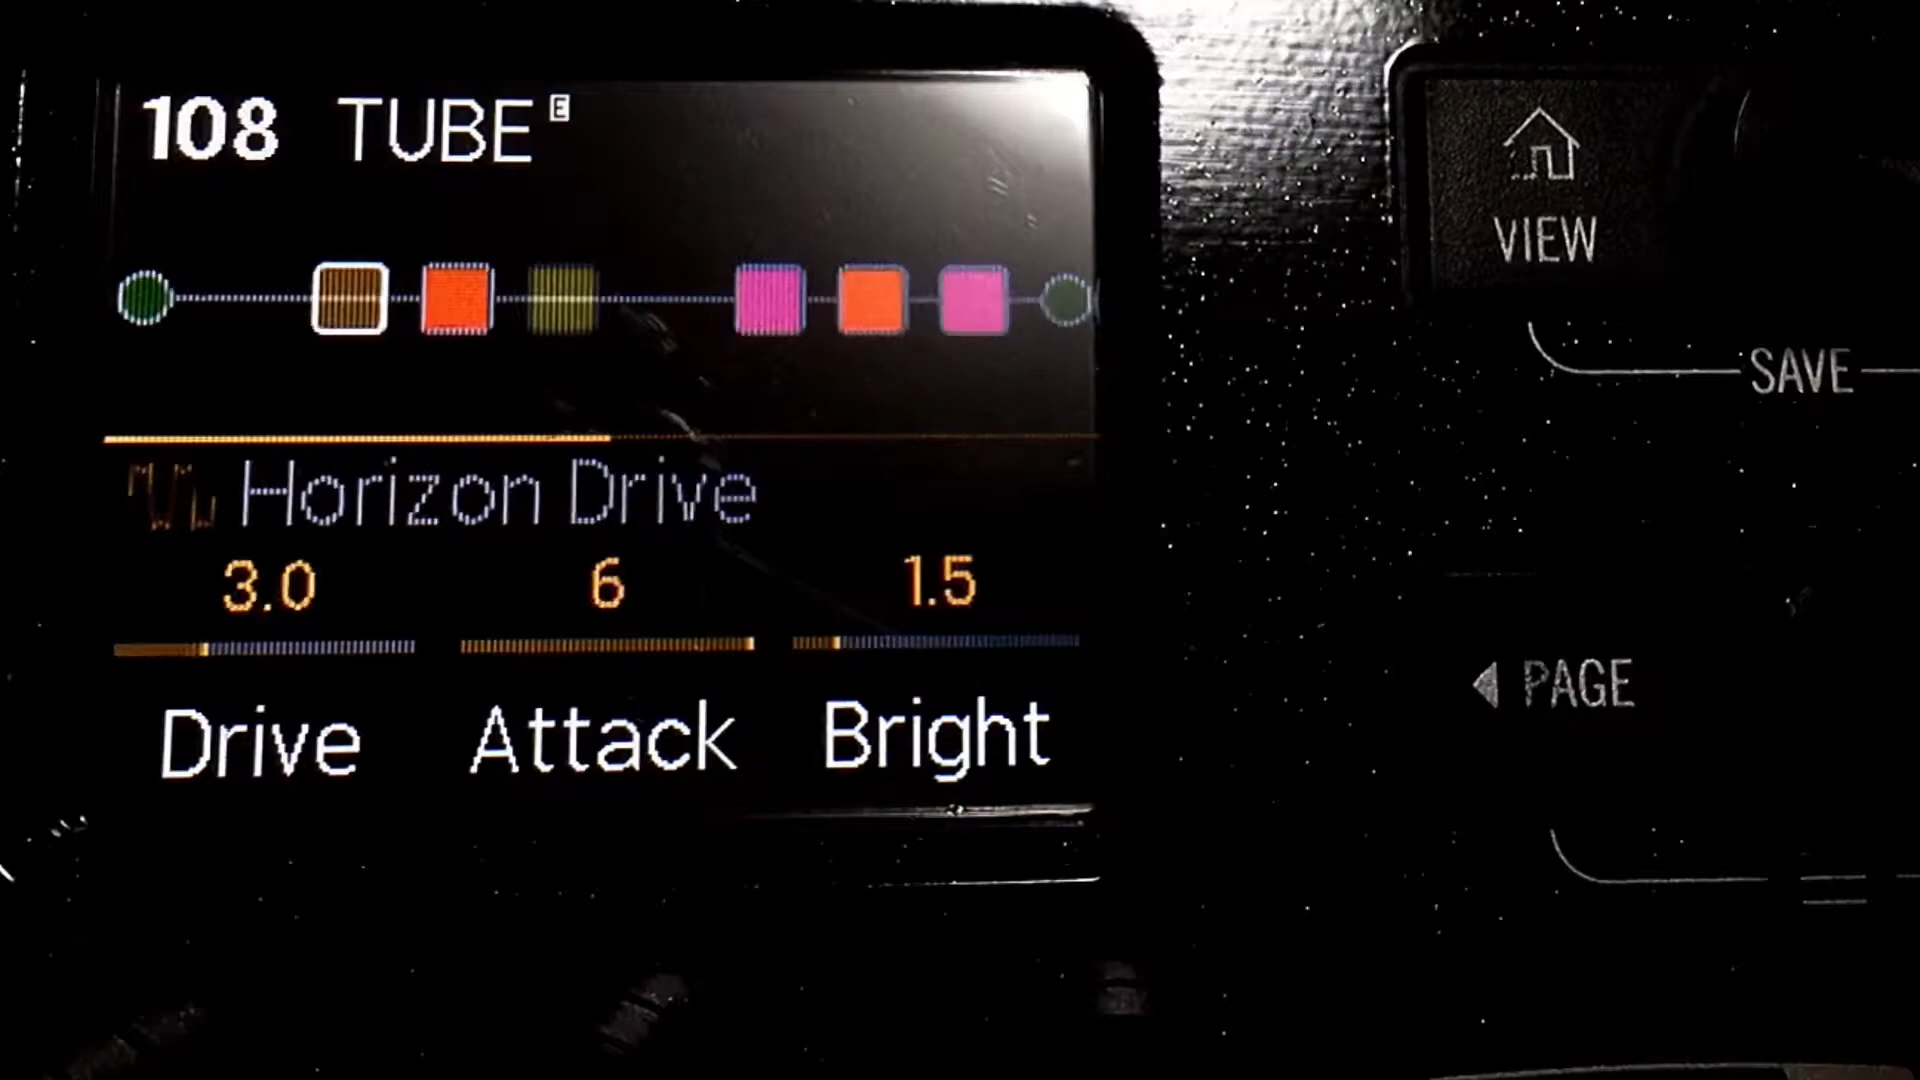 108 TUBE E
Horizon Drive
3.0 6 1.5
Drive Attack Bright
VIEW
SAVE
PAGE